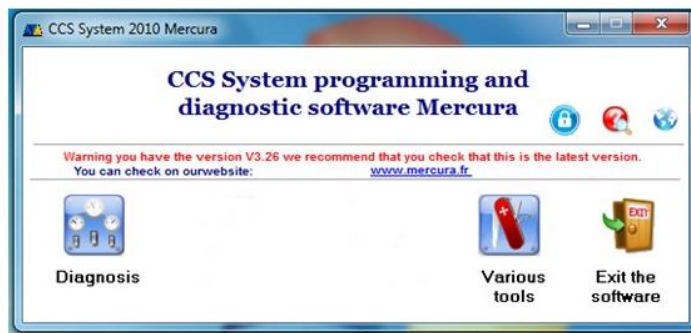 CCS System 2010 Mercura
CCS System programming and
diagnostic software Mercura
Warning you have the version V3.26 we recommend that you check that this is the latest version.
You can check on ourwebsite: www.mercura.fr
EXIT
Diagnosis
Various
tools
Exit the
software